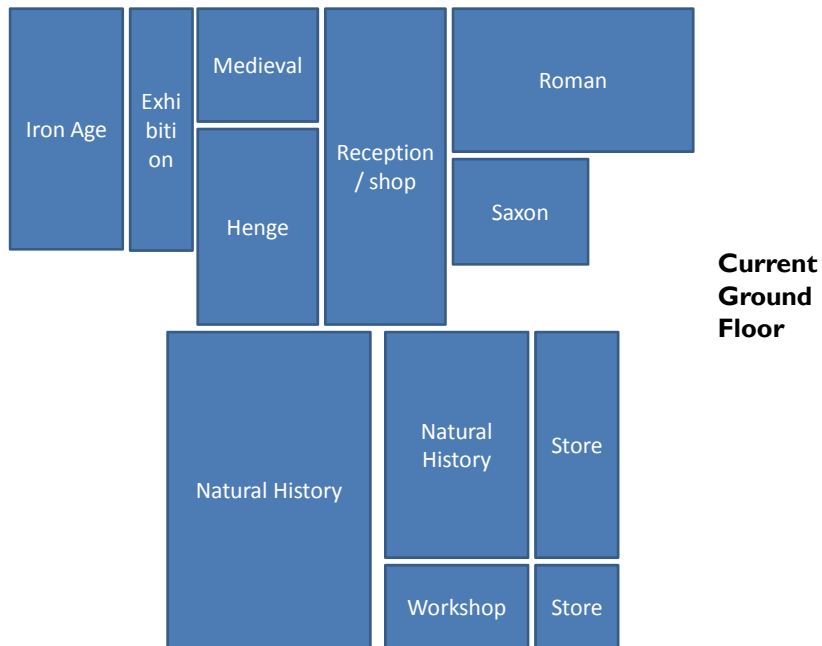 Iron Age
Exhi
biti
on
Medieval
Henge
Reception
/ shop
Roman
Saxon
Current
Ground
Floor
Natural History
Natural
History
Store
Workshop
Store